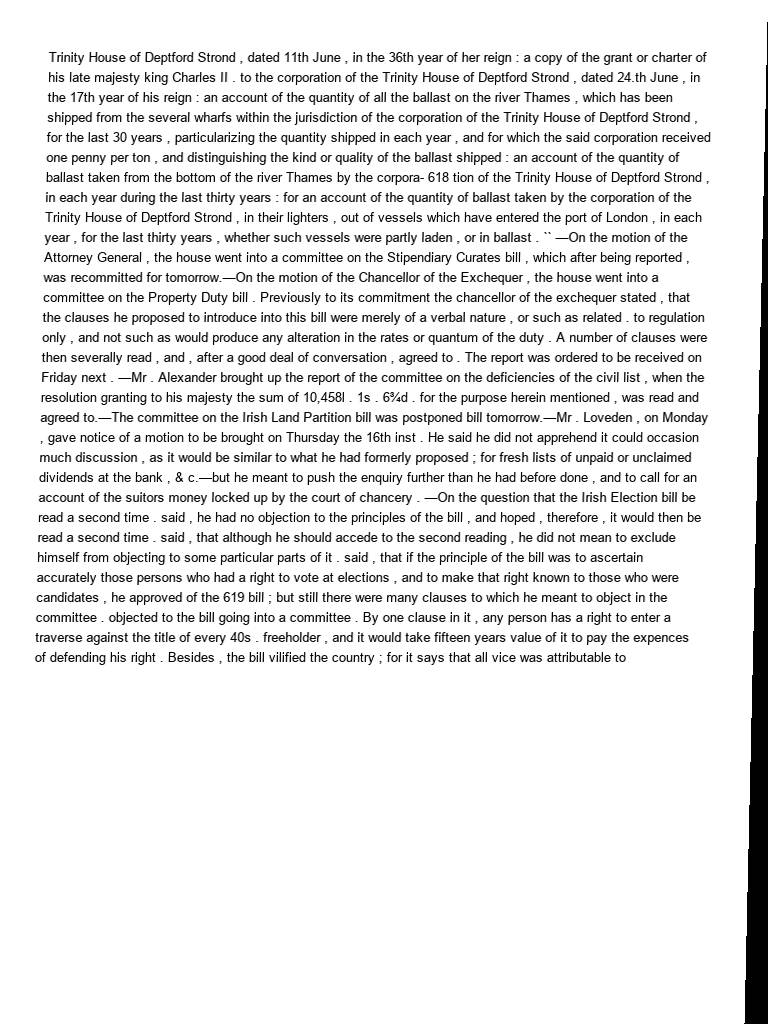 Trinity House of Deptford Strond , dated 11th June , in the 36th year of her reign : a copy of the grant or charter of
his late majesty king Charles II . to the corporation of the Trinity House of Deptford Strond , dated 24.th June , in
the 17th year of his reign : an account of the quantity of all the ballast on the river Thames , which has been
shipped from the several wharfs within the jurisdiction of the corporation of the Trinity House of Deptford Strond ,
for the last 30 years , particularizing the quantity shipped in each year , and for which the said corporation received
one penny per ton , and distinguishing the kind or quality of the ballast shipped : an account of the quantity of
ballast taken from the bottom of the river Thames by the corpora- 618 tion of the Trinity House of Deptford Strond ,
in each year during the last thirty years : for an account of the quantity of ballast taken by the corporation of the
Trinity House of Deptford Strond , in their lighters , out of vessels which have entered the port of London , in each
year , for the last thirty years , whether such vessels were partly laden , or in ballast . `` —On the motion of the
Attorney General , the house went into a committee on the Stipendiary Curates bill , which after being reported ,
was recommitted for tomorrow.—On the motion of the Chancellor of the Exchequer , the house went into a
committee on the Property Duty bill . Previously to its commitment the chancellor of the exchequer stated , that
the clauses he proposed to introduce into this bill were merely of a verbal nature , or such as related . to regulation
only , and not such as would produce any alteration in the rates or quantum of the duty . A number of clauses were
then severally read , and , after a good deal of conversation , agreed to . The report was ordered to be received on
Friday next . —Mr . Alexander brought up the report of the committee on the deficiencies of the civil list , when the
resolution granting to his majesty the sum of 10,458l . 1s . 6¾d . for the purpose herein mentioned , was read and
agreed to.—The committee on the Irish Land Partition bill was postponed bill tomorrow.—Mr . Loveden , on Monday
, gave notice of a motion to be brought on Thursday the 16th inst . He said he did not apprehend it could occasion
much discussion , as it would be similar to what he had formerly proposed ; for fresh lists of unpaid or unclaimed
dividends at the bank , & c.—but he meant to push the enquiry further than he had before done , and to call for an
account of the suitors money locked up by the court of chancery . —On the question that the Irish Election bill be
read a second time . said , he had no objection to the principles of the bill , and hoped , therefore , it would then be
read a second time . said , that although he should accede to the second reading , he did not mean to exclude
himself from objecting to some particular parts of it . said , that if the principle of the bill was to ascertain
accurately those persons who had a right to vote at elections , and to make that right known to those who were
candidates , he approved of the 619 bill ; but still there were many clauses to which he meant to object in the
committee . objected to the bill going into a committee . By one clause in it , any person has a right to enter a
traverse against the title of every 40s . freeholder , and it would take fifteen years value of it to pay the expences
of defending his right . Besides , the bill vilified the country ; for it says that all vice was attributable to